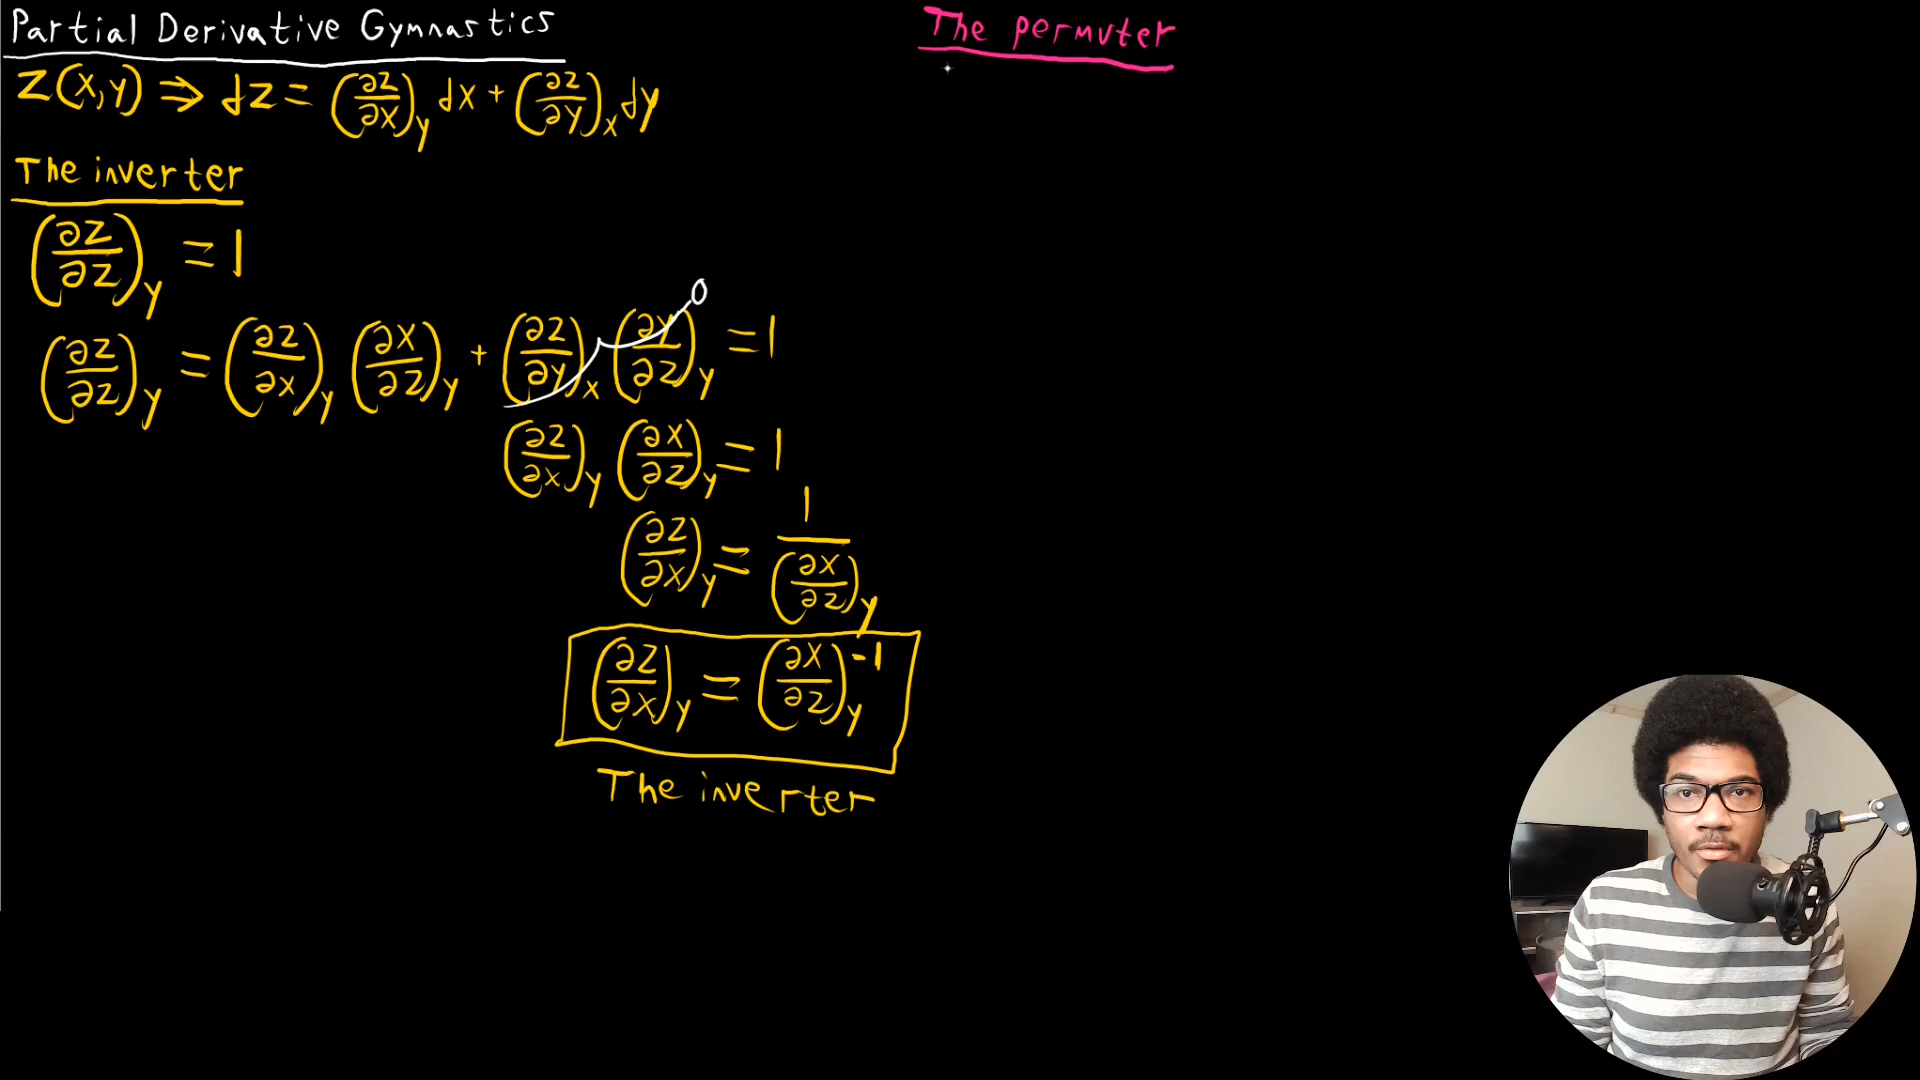 Partial Derivative Gymnastics
z(x,y) ⇒ dz = (∂z/∂x)_y dx + (∂z/∂y)_x dy
The inverter
(∂z/∂z)_y = 1
(∂z/∂z)_y = (∂z/∂x)_y (∂x/∂z)_y + (∂z/∂y)_x (∂y/∂z)_y = 1
0
(∂z/∂x)_y (∂x/∂z)_y = 1
(∂z/∂x)_y = 1/(∂x/∂z)_y
(∂z/∂x)_y = (∂x/∂z)_y^-1
The inverter
The permuter